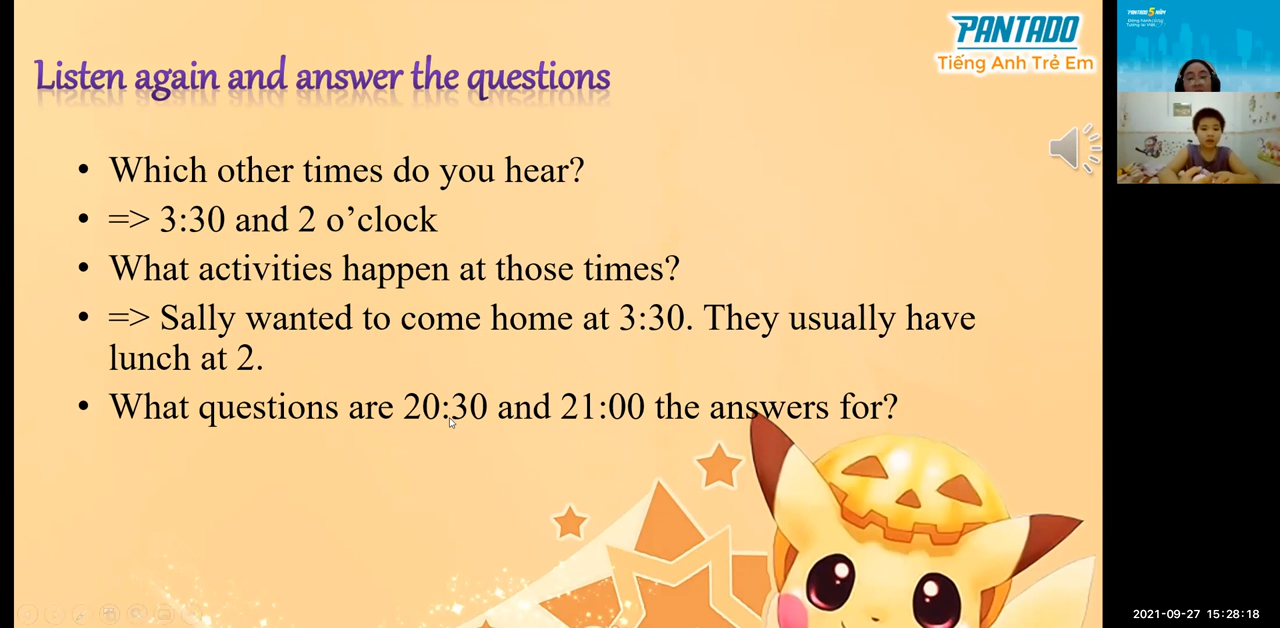 PANTADO
Tiếng Anh Trẻ Em
PANTADO 5 NĂM
Listen again and answer the questions
• Which other times do you hear?
• => 3:30 and 2 o’clock
• What activities happen at those times?
• => Sally wanted to come home at 3:30. They usually have
lunch at 2.
• What questions are 20:30 and 21:00 the answers for?
2021-09-27 15:28:18